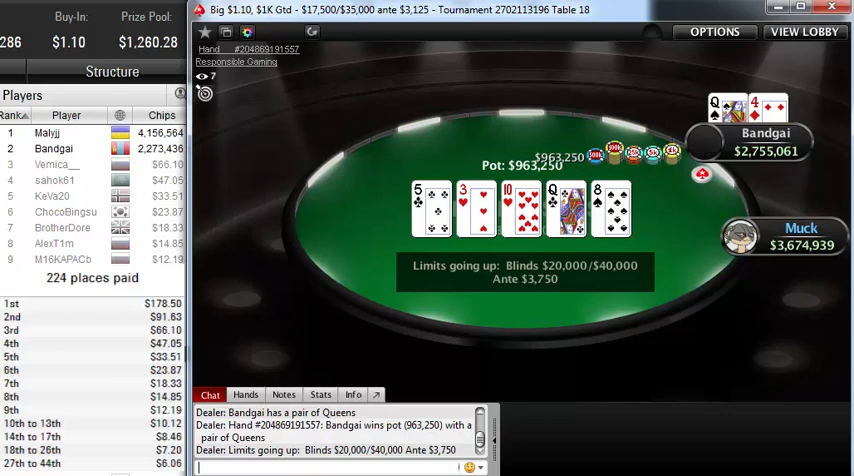 Big $1.10, $1K Gtd - $17,500/$35,000 ante $3,125 - Tournament 2702113196 Table 18
286
Buy-In:
$1.10
Prize Pool:
$1,260.28
Structure
Players
Rank
Player
Chips
1 Malyjj 4,156,564
2 Bandgai 2,273,436
3 Vernica__ $66.10
4 sahok61 $47.05
5 KeVa20 $33.51
6 ChocoBingsu $23.87
7 BrotherDore $18.33
8 AlexT1m $14.85
9 M16KAPACb $12.19
224 places paid
1st $178.50
2nd $91.63
3rd $66.10
4th $47.05
5th $33.51
6th $23.87
7th $18.33
8th $14.85
9th $12.19
10th to 13th $10.12
14th to 17th $8.46
18th to 26th $7.20
27th to 44th $6.06
Hand #204869191557
Responsible Gaming
7
OPTIONS
VIEW LOBBY
Q 4
Bandgai
$2,755,061
$963,250
Pot: $963,250
5 3 10 Q 8
Muck
$3,674,939
Limits going up: Blinds $20,000/$40,000
Ante $3,750
Chat Hands Notes Stats Info
Dealer: Bandgai has a pair of Queens
Dealer: Hand #204869191557: Bandgai wins pot (963,250) with a
pair of Queens
Dealer: Limits going up: Blinds $20,000/$40,000 Ante $3,750